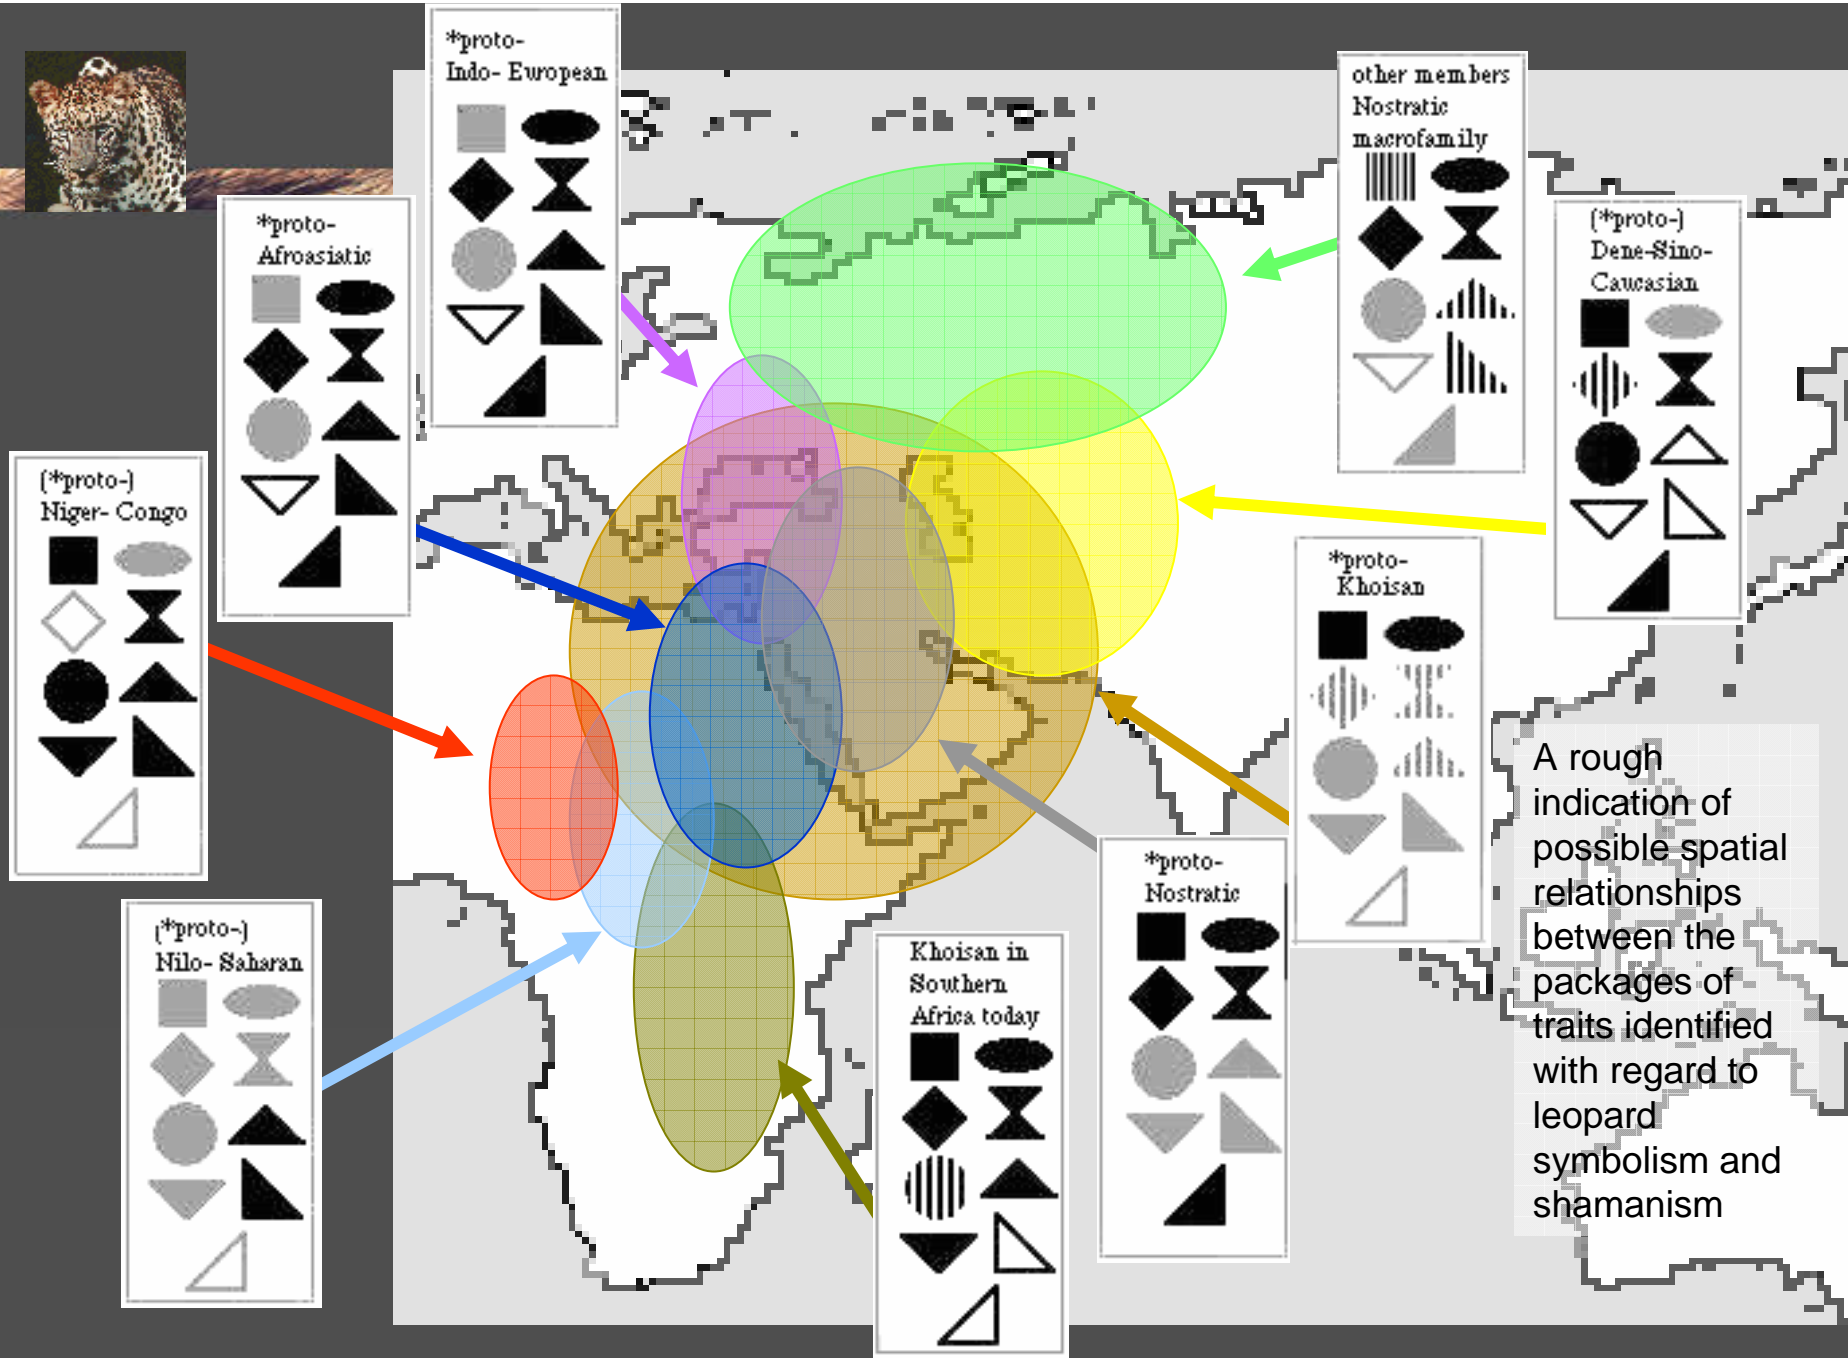 *proto-
Indo- European
other members
Nostratic
macrofamily
*proto-
Afroasiatic
(*proto-)
Dene-Sino-
Caucasian
(*proto-)
Niger- Congo
*proto-
Khoisan
A rough
indication of
possible spatial
relationships
between the
packages of
traits identified
with regard to
leopard
symbolism and
shamanism
*proto-
Nostratic
(*proto-)
Nilo- Saharan
Khoisan in
Southern
Africa today